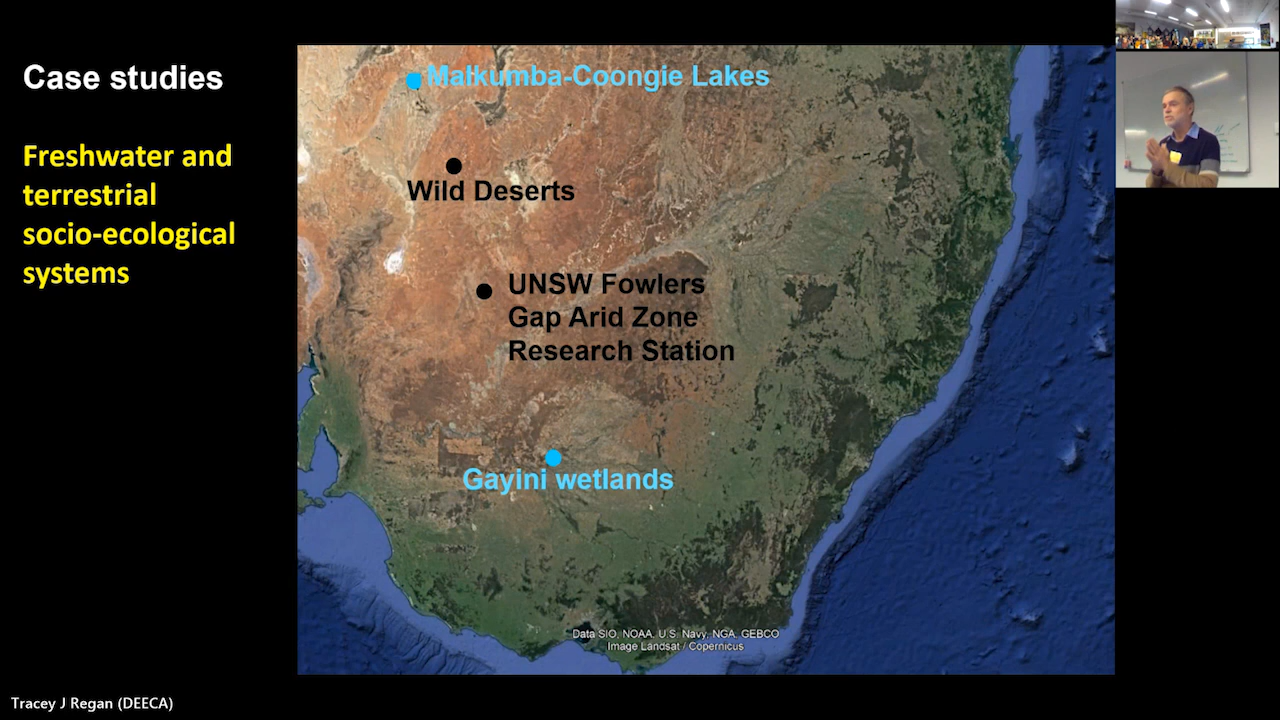 Case studies
Freshwater and
terrestrial
socio-ecological
systems
Malkumba-Coongie Lakes
Wild Deserts
UNSW Fowlers
Gap Arid Zone
Research Station
Gayini wetlands
Data SIO, NOAA. U.S. Navy, NGA. GEBCO
Image Landsat / Copernicus
Tracey J Regan (DEECA)